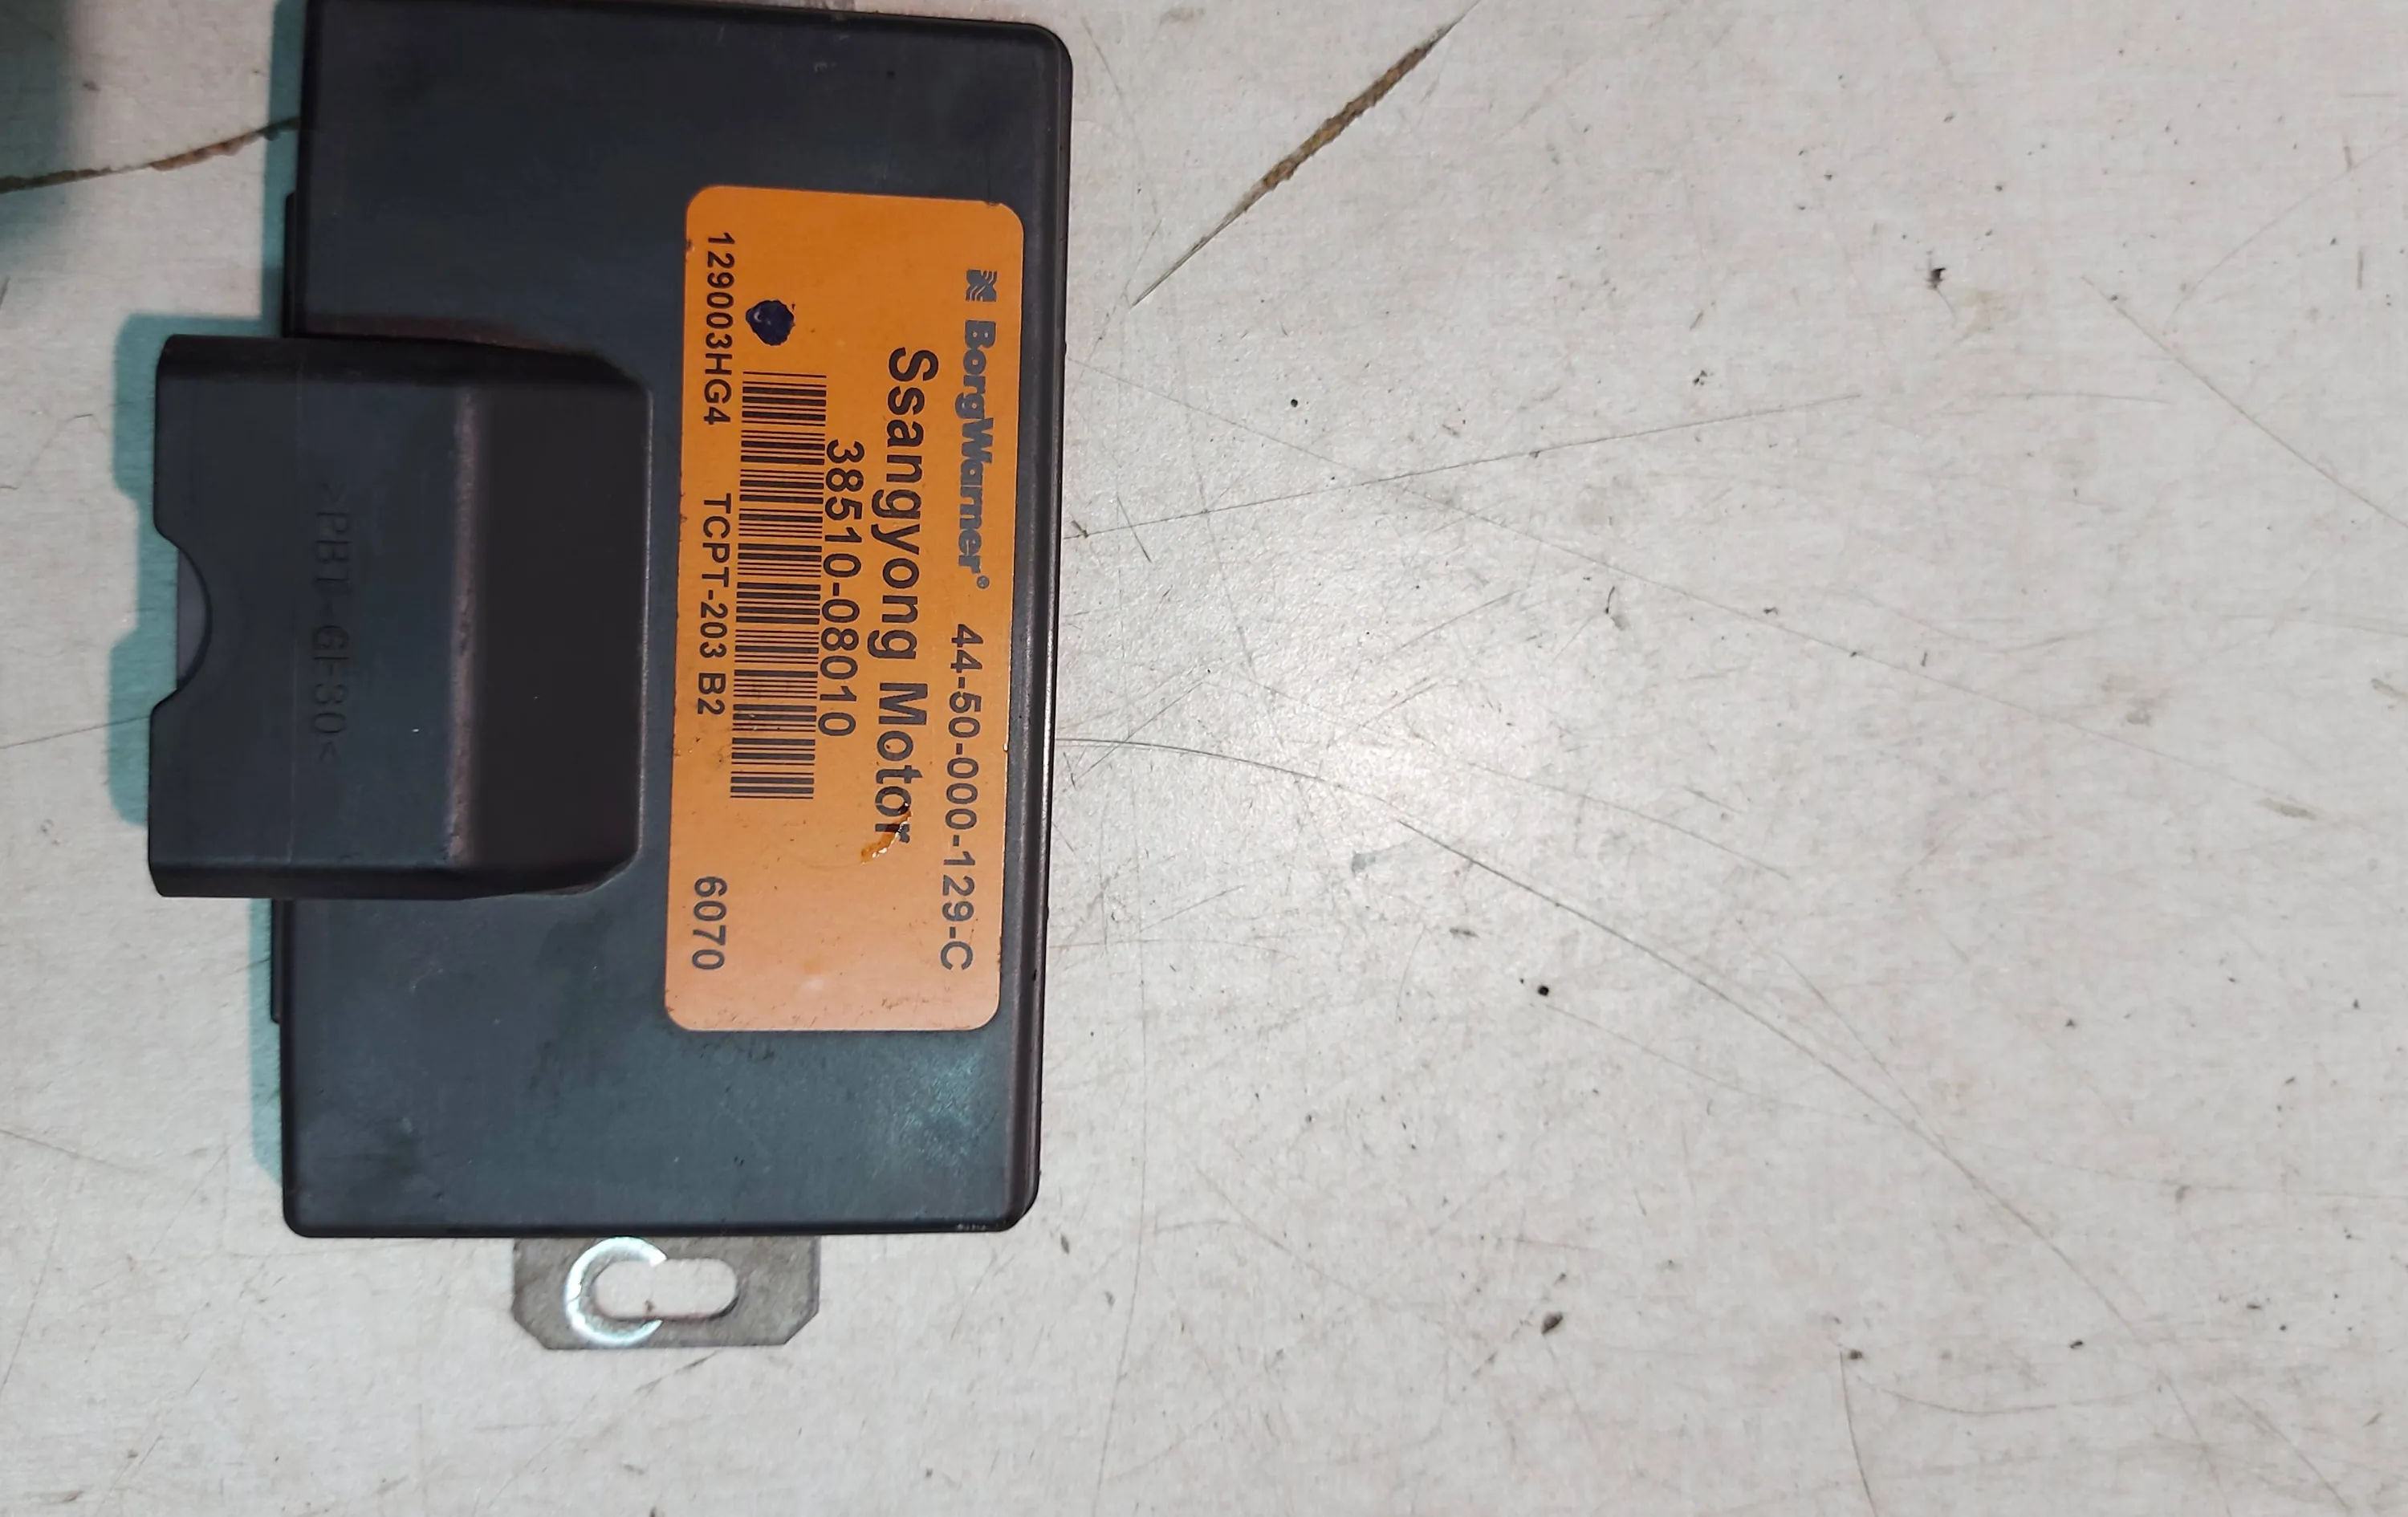 BorgWarner® 44-50-000-129-C
Ssangyong Motor
38510-08010
129003HG4 TCPT-203 B2 6070
>PBT-GF30<